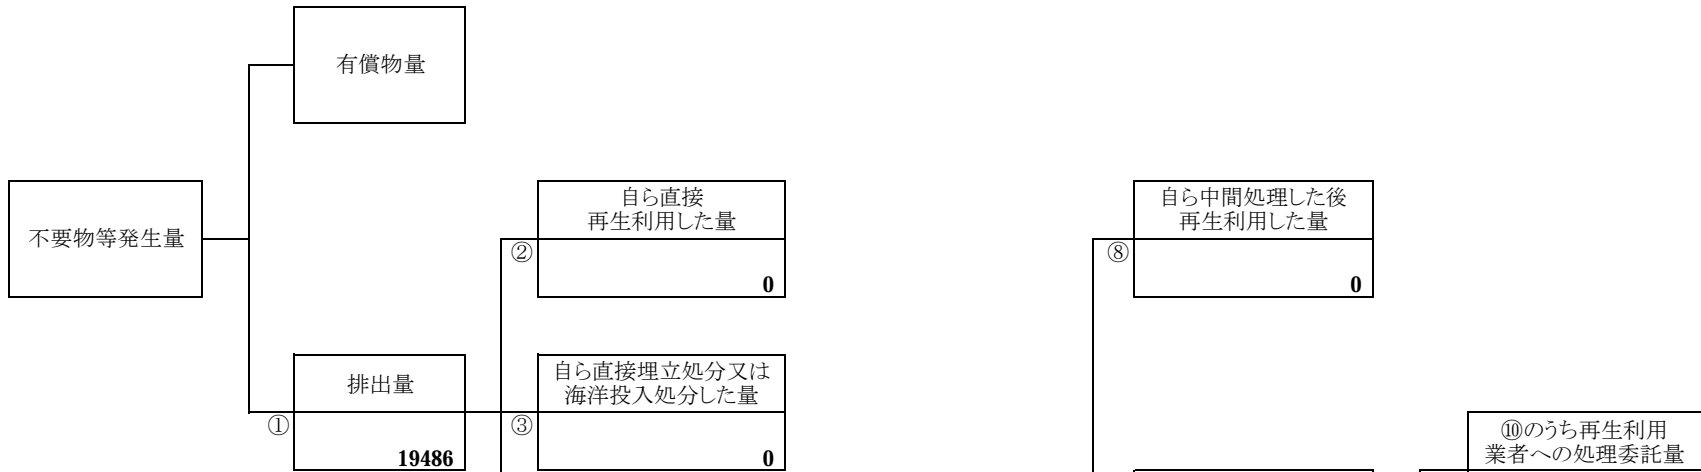 有償物量
不要物等発生量
自ら直接
再生利用した量
②
0
自ら中間処理した後
再生利用した量
⑧
0
排出量
①
19486
自ら直接埋立処分又は
海洋投入処分した量
③
0
⑩のうち再生利用
業者への処理委託量